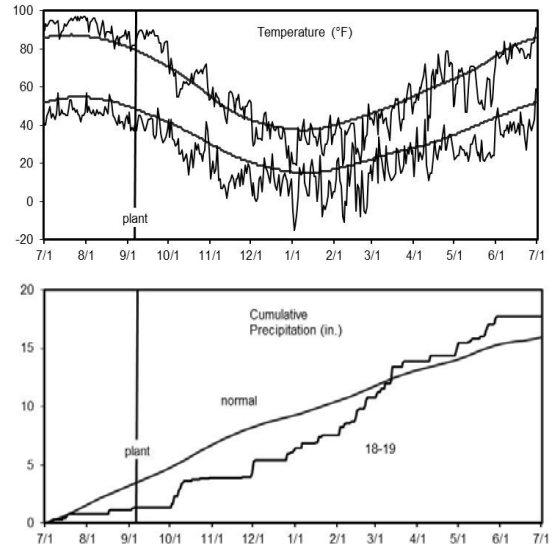 100
Temperature (°F)
80
60
40
20
0
plant
-20
7/1 8/1 9/1 10/1 11/1 12/1 1/1 2/1 3/1 4/1 5/1 6/1 7/1
20
Cumulative
Precipitation (in.)
15
normal
10
plant
18-19
5
0
7/1 8/1 9/1 10/1 11/1 12/1 1/1 2/1 3/1 4/1 5/1 6/1 7/1